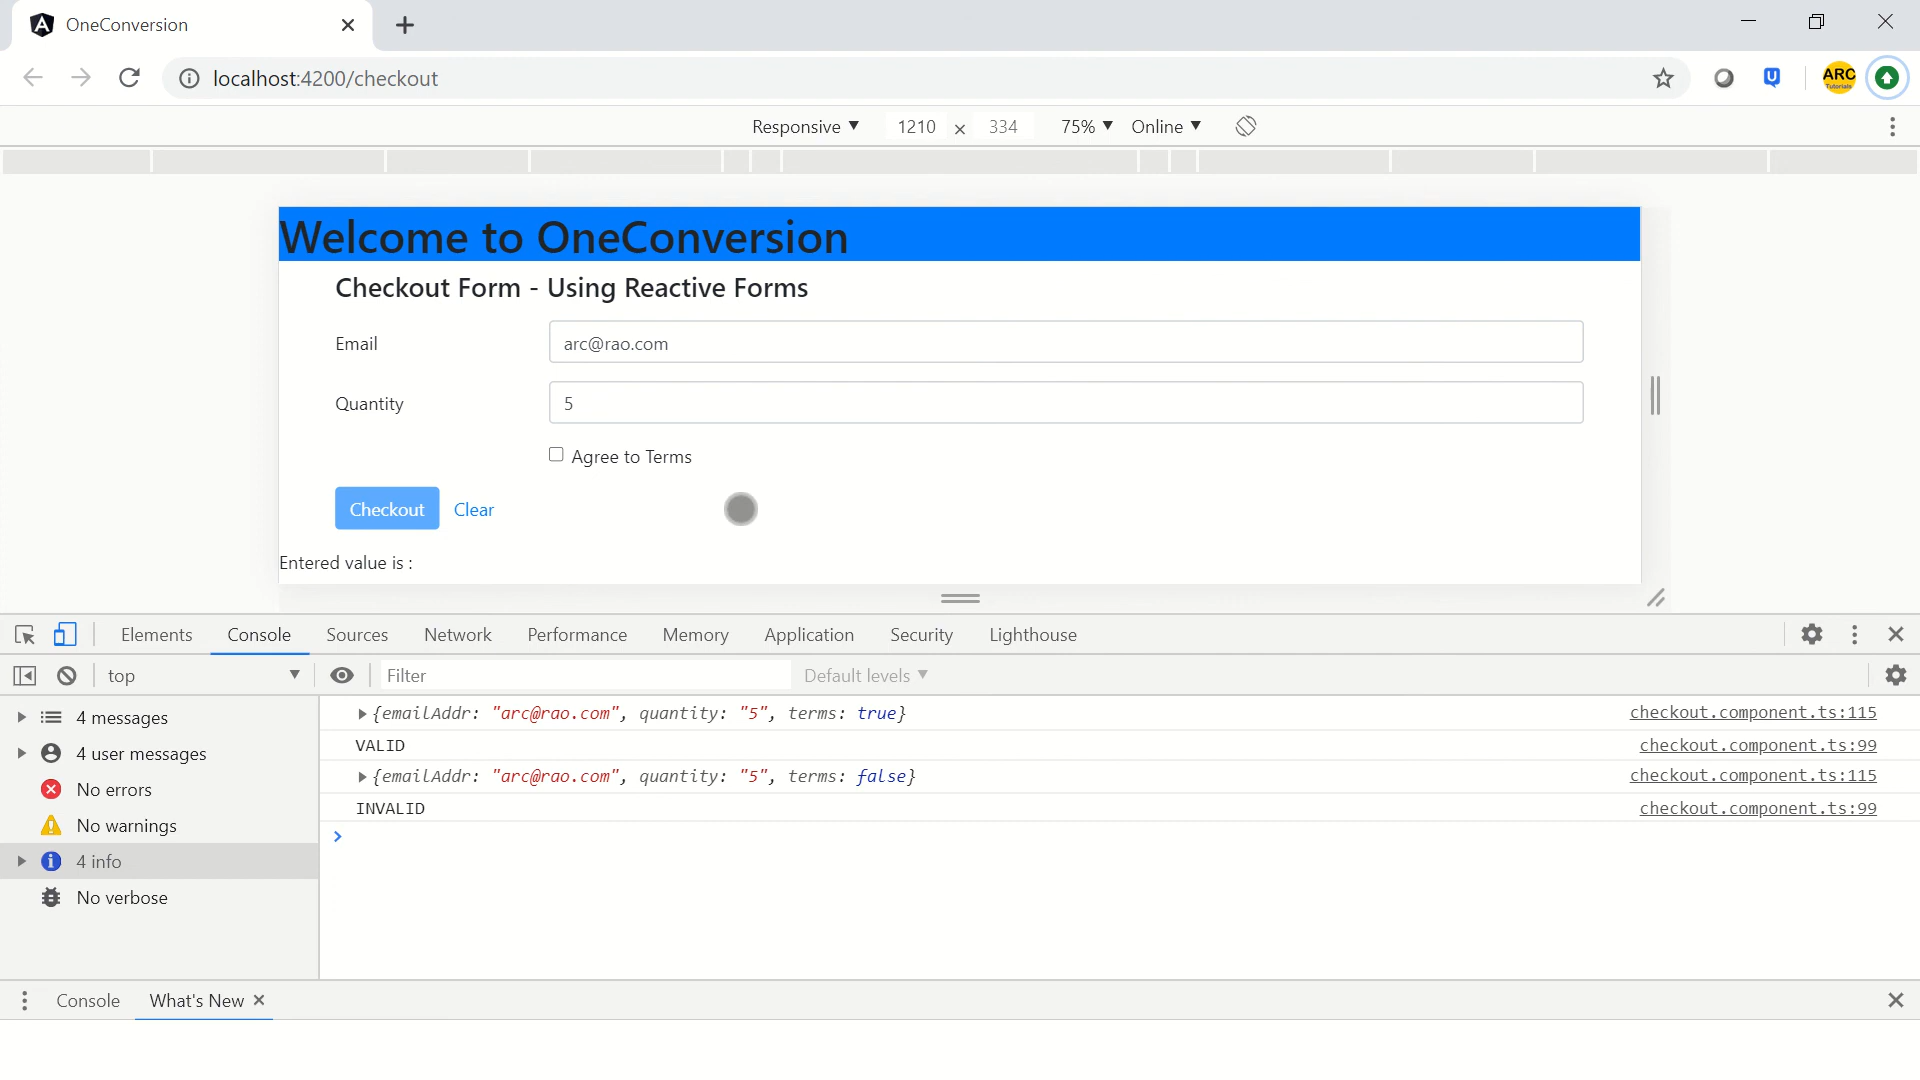 OneConversion
localhost:4200/checkout
ARC
Tutorials
Responsive ▼ 1210 × 334 75% ▼ Online ▼
Welcome to OneConversion
Checkout Form - Using Reactive Forms
Email arc@rao.com
Quantity 5
Agree to Terms
Checkout Clear
Entered value is :
Elements Console Sources Network Performance Memory Application Security Lighthouse
top Filter Default levels ▼
4 messages
4 user messages
No errors
No warnings
4 info
No verbose
{emailAddr: "arc@rao.com", quantity: "5", terms: true} checkout.component.ts:115
VALID checkout.component.ts:99
{emailAddr: "arc@rao.com", quantity: "5", terms: false} checkout.component.ts:115
INVALID checkout.component.ts:99
Console What's New